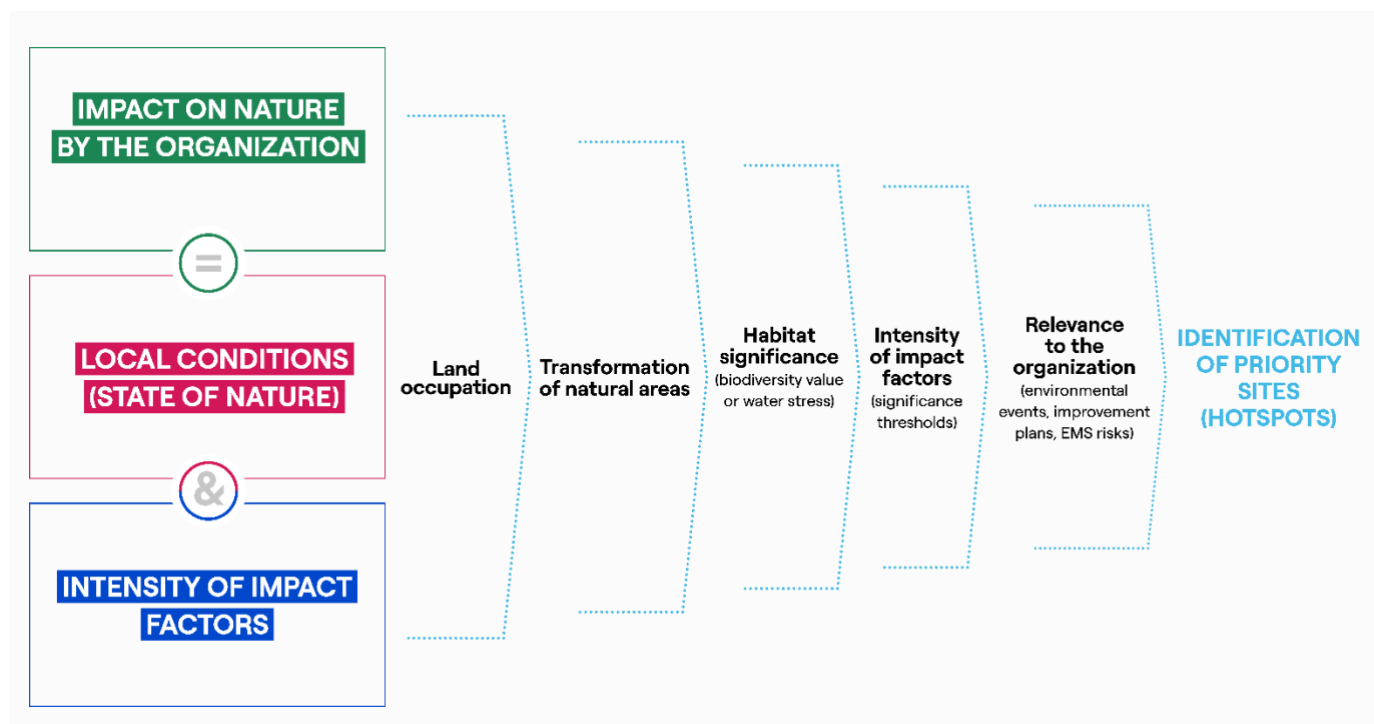 IMPACT ON NATURE
BY THE ORGANIZATION
=
LOCAL CONDITIONS
(STATE OF NATURE)
&
INTENSITY OF IMPACT
FACTORS
Land
occupation
Transformation
of natural areas
Habitat
significance
(biodiversity value
or water stress)
Intensity
of impact
factors
(significance
thresholds)
Relevance
to the
organization
(environmental
events, improvement
plans, EMS risks)
IDENTIFICATION
OF PRIORITY
SITES
(HOTSPOTS)